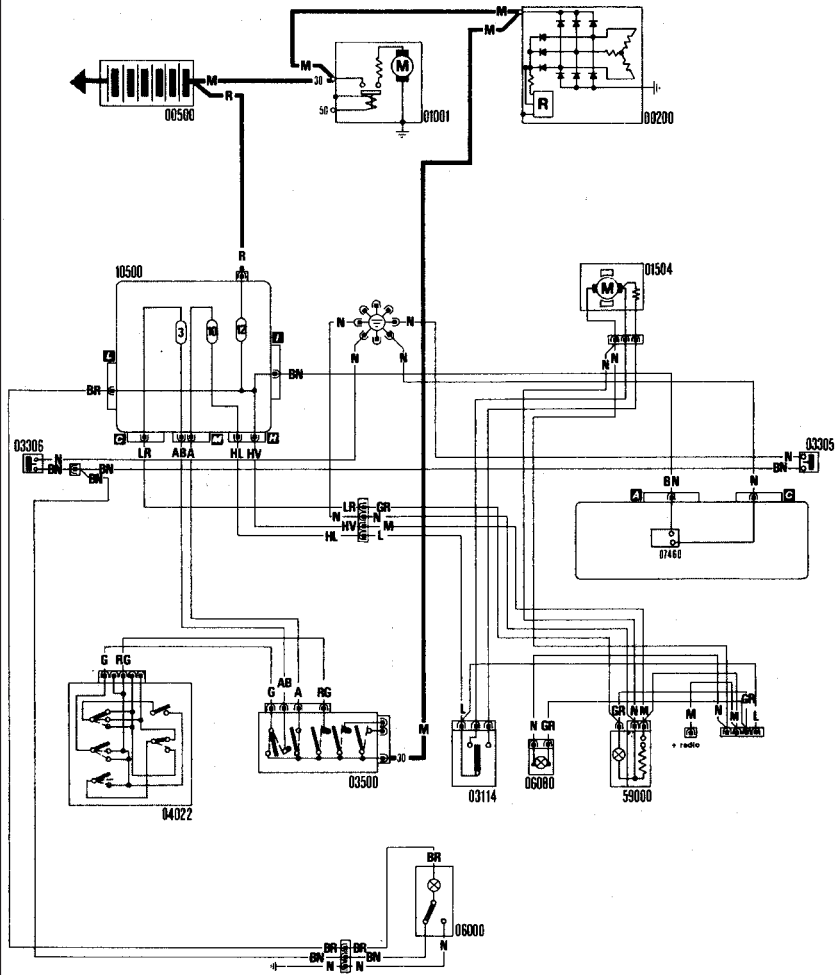 M
M
M
M
R
30
50
M
R
00500
01001
00200
R
10500
01504
M
3
10
12
N
N
N
N
N
N
BR
BN
I
C
M
H
03306
N
BN
BN
BN
LR
AB
A
HL
HV
N
BN
03305
BN
N
A
C
07460
LR
GR
N
N
HV
M
HL
L
G
RG
G
AB
A
RG
M
30
04022
03500
L
03114
N
GR
06080
GR
N
M
59000
M
+ radio
N
M
GR
L
BR
06000
N
BR
BR
BN
BN
N
N